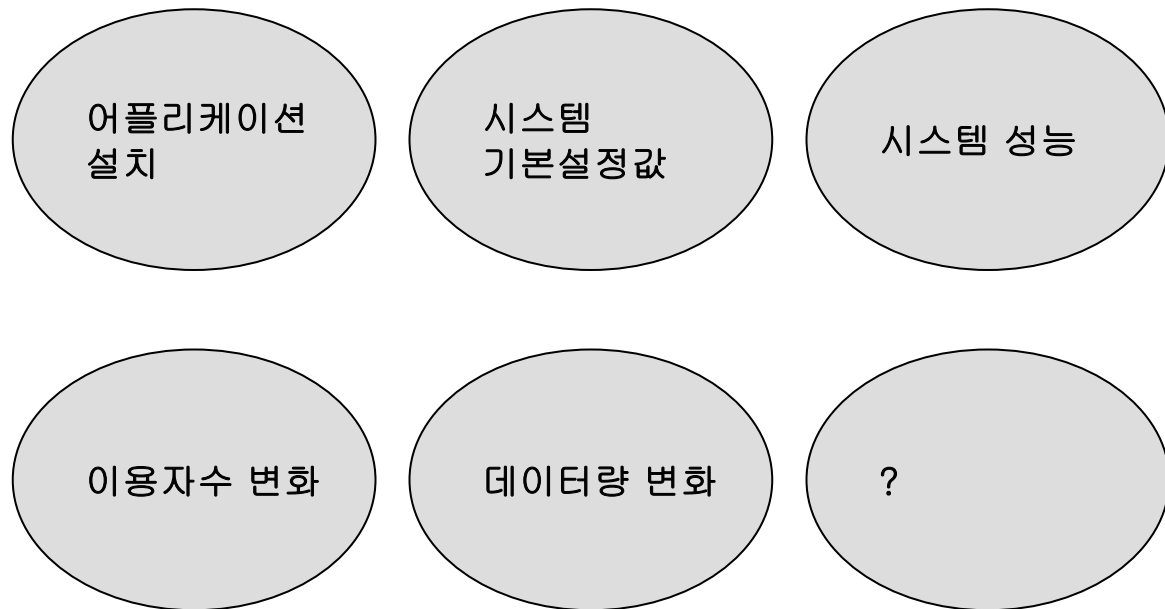 어플리케이션
설치
시스템
기본설정값
시스템 성능
이용자수 변화
데이터량 변화
?